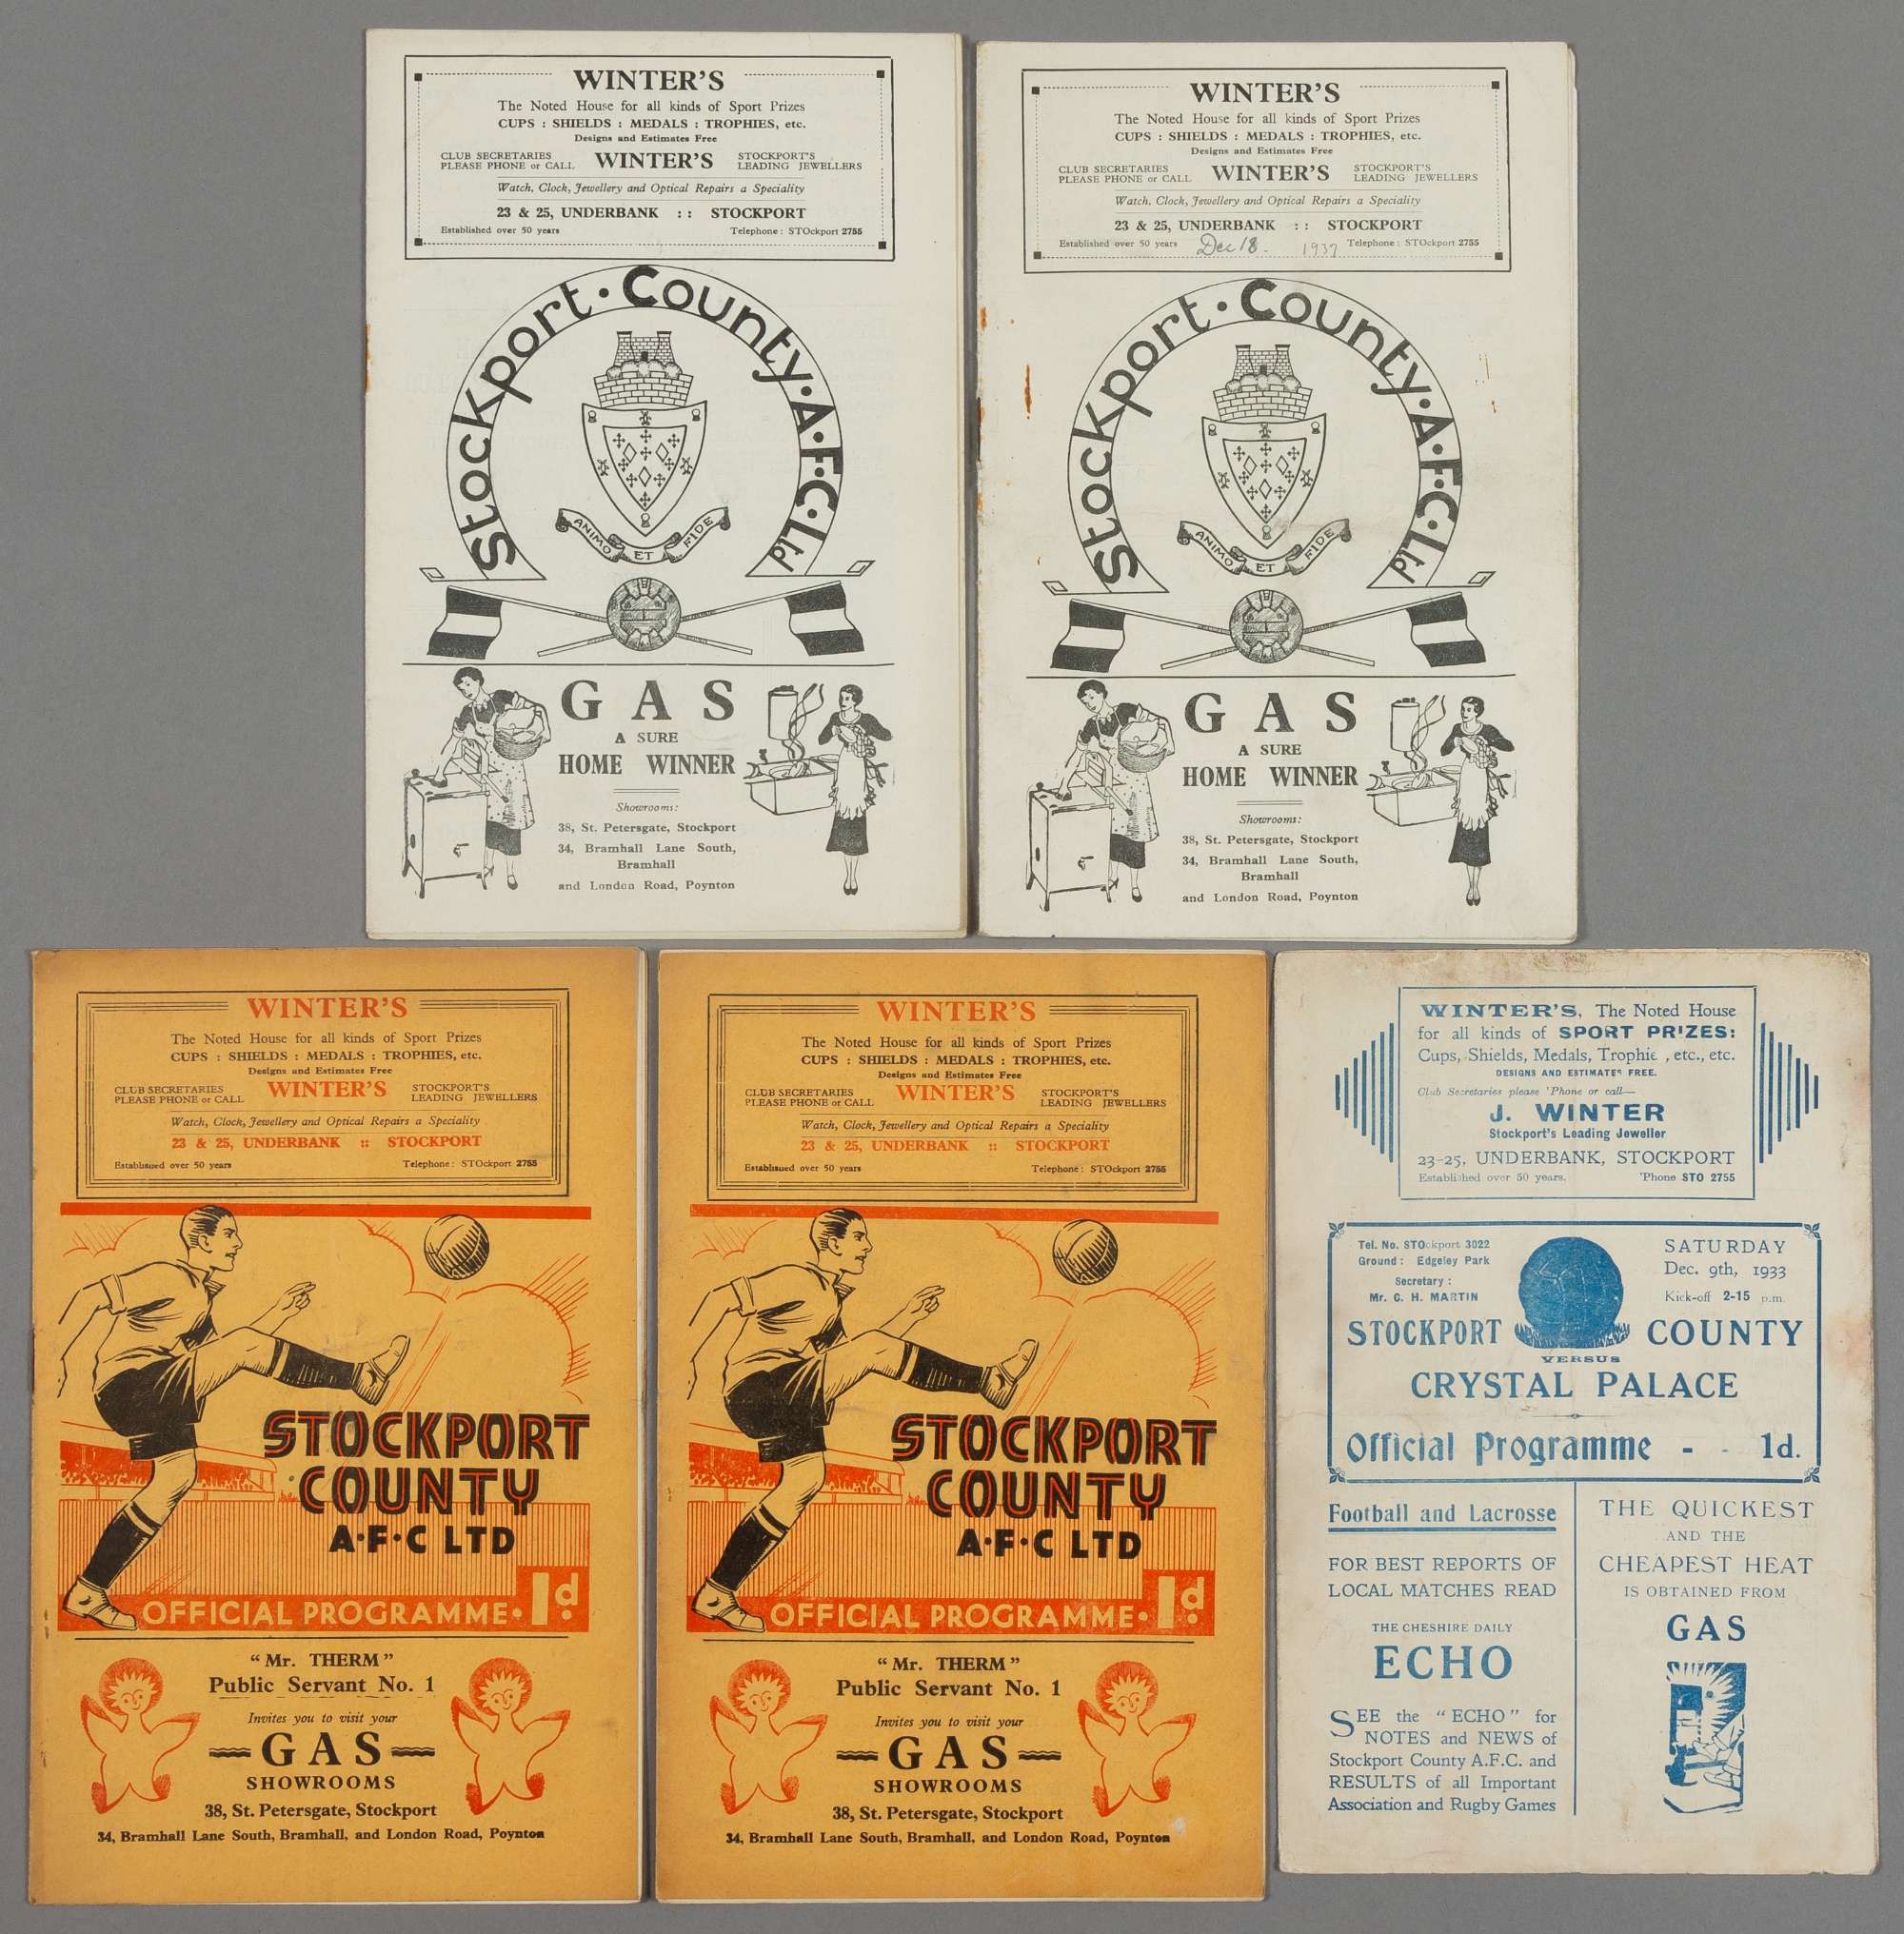 WINTER'S
The Noted House for all kinds of Sport Prizes
CUPS : SHIELDS : MEDALS : TROPHIES, etc.
Designs and Estimates Free
CLUB SECRETARIES
PLEASE PHONE or CALL
WINTER'S
STOCKPORT'S
LEADING JEWELLERS
Watch, Clock, Jewellery and Optical Repairs a Speciality
23 & 25, UNDERBANK :: STOCKPORT
Established over 50 years Telephone: STOckport 2755
Stockport · County · A·F·C· Ltd
ANIMO ET FIDE
GAS
A SURE
HOME WINNER
Showrooms:
38, St. Petersgate, Stockport
34, Bramhall Lane South,
Bramhall
and London Road, Poynton
WINTER'S
The Noted House for all kinds of Sport Prizes
CUPS : SHIELDS : MEDALS : TROPHIES, etc.
Designs and Estimates Free
CLUB SECRETARIES
PLEASE PHONE or CALL
WINTER'S
STOCKPORT'S
LEADING JEWELLERS
Watch, Clock, Jewellery and Optical Repairs a Speciality
23 & 25, UNDERBANK :: STOCKPORT
Established over 50 years Telephone: STOckport 2755
Dec 18. 1937
Stockport · County · A·F·C· Ltd
ANIMO ET FIDE
GAS
A SURE
HOME WINNER
Showrooms:
38, St. Petersgate, Stockport
34, Bramhall Lane South,
Bramhall
and London Road, Poynton
WINTER'S
The Noted House for all kinds of Sport Prizes
CUPS : SHIELDS : MEDALS : TROPHIES, etc.
Designs and Estimates Free
CLUB SECRETARIES
PLEASE PHONE or CALL
WINTER'S
STOCKPORT'S
LEADING JEWELLERS
Watch, Clock, Jewellery and Optical Repairs a Speciality
23 & 25, UNDERBANK :: STOCKPORT
Established over 50 years Telephone: STOckport 2755
STOCKPORT
COUNTY
A·F·C LTD
OFFICIAL PROGRAMME · 1d.
"Mr. THERM"
Public Servant No. 1
Invites you to visit your
GAS
SHOWROOMS
38, St. Petersgate, Stockport
34, Bramhall Lane South, Bramhall, and London Road, Poynton
WINTER'S
The Noted House for all kinds of Sport Prizes
CUPS : SHIELDS : MEDALS : TROPHIES, etc.
Designs and Estimates Free
CLUB SECRETARIES
PLEASE PHONE or CALL
WINTER'S
STOCKPORT'S
LEADING JEWELLERS
Watch, Clock, Jewellery and Optical Repairs a Speciality
23 & 25, UNDERBANK :: STOCKPORT
Established over 50 years Telephone: STOckport 2755
STOCKPORT
COUNTY
A·F·C LTD
OFFICIAL PROGRAMME · 1d.
"Mr. THERM"
Public Servant No. 1
Invites you to visit your
GAS
SHOWROOMS
38, St. Petersgate, Stockport
34, Bramhall Lane South, Bramhall, and London Road, Poynton
WINTER'S, The Noted House
for all kinds of SPORT PRIZES:
Cups, Shields, Medals, Trophie , etc., etc.
DESIGNS AND ESTIMATES FREE.
Club Secretaries please 'Phone or call—
J. WINTER
Stockport's Leading Jeweller
23-25, UNDERBANK, STOCKPORT
Established over 50 years. 'Phone STO 2755
Tel. No. STOckport 3022
Ground: Edgeley Park
Secretary:
Mr. C. H. MARTIN
SATURDAY
Dec. 9th, 1933
Kick-off 2-15 p.m.
STOCKPORT COUNTY
VERSUS
CRYSTAL PALACE
Official Programme - - 1d.
Football and Lacrosse
FOR BEST REPORTS OF
LOCAL MATCHES READ
THE CHESHIRE DAILY
ECHO
SEE the "ECHO" for
NOTES and NEWS of
Stockport County A.F.C. and
RESULTS of all Important
Association and Rugby Games
THE QUICKEST
AND THE
CHEAPEST HEAT
IS OBTAINED FROM
GAS